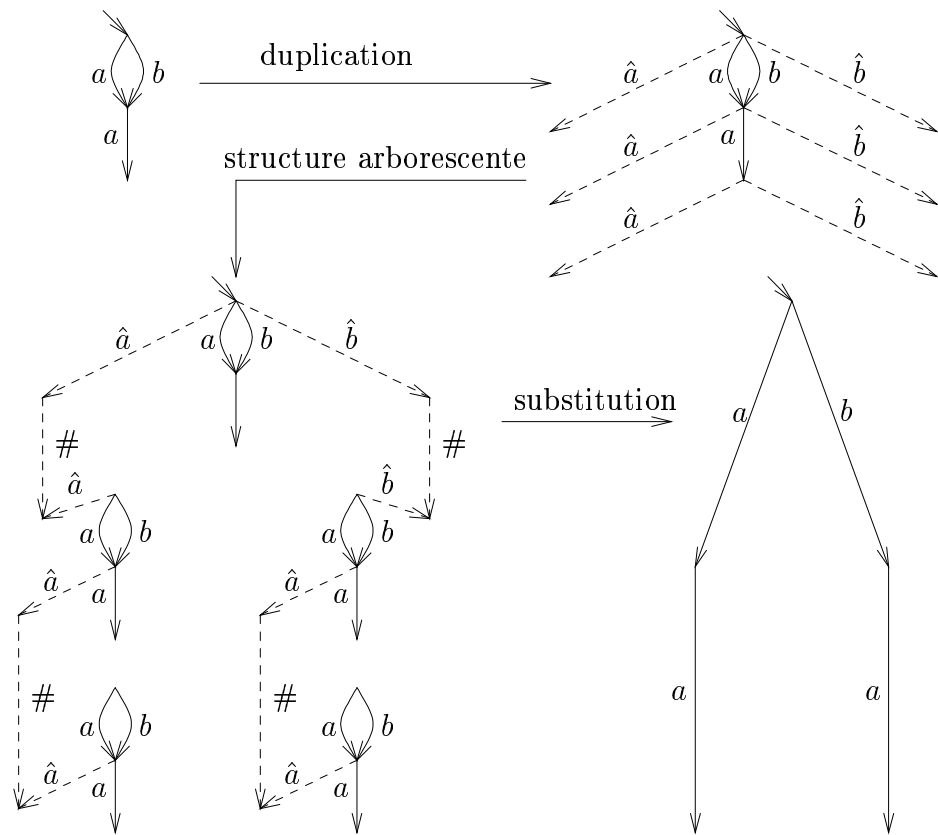 duplication
a b
a
â a b b̂
â a b̂
â b̂
structure arborescente
â a b b̂
# #
substitution
a b
â b̂
a b a b
â a â a
# #
a b a b
â a â a
a a